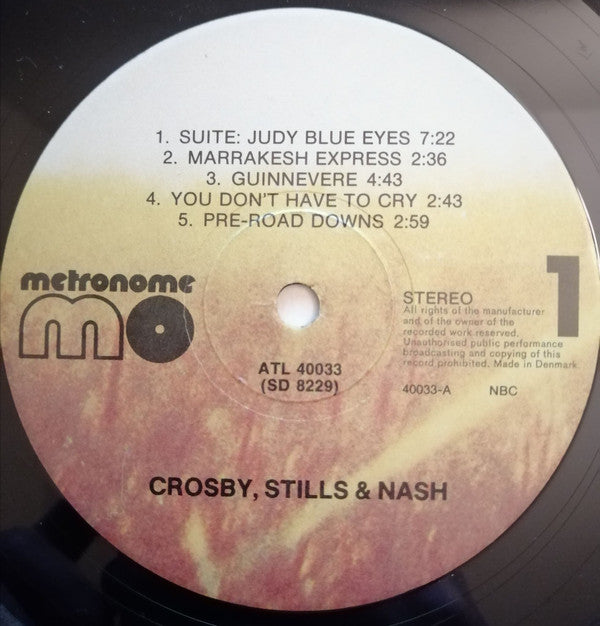 1. SUITE: JUDY BLUE EYES 7:22
2. MARRAKESH EXPRESS 2:36
3. GUINNEVERE 4:43
4. YOU DON'T HAVE TO CRY 2:43
5. PRE-ROAD DOWNS 2:59
metronome
mo
1
STEREO
All rights of the manufacturer
and of the owner of the
recorded work reserved.
Unauthorised public performance
broadcasting and copying of this
record prohibited. Made in Denmark
ATL 40033
(SD 8229)
40033-A NBC
CROSBY, STILLS & NASH